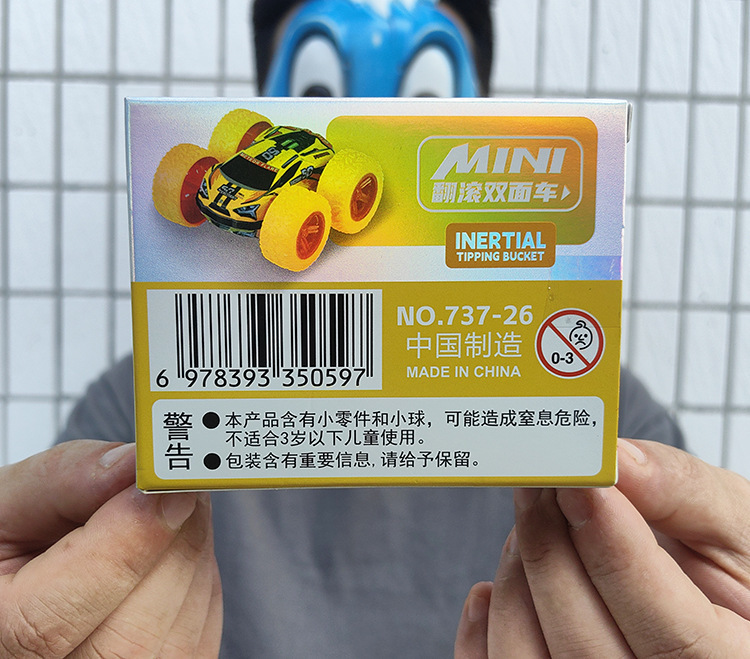 MINI
翻滚双面车
INERTIAL
TIPPING BUCKET
6 978393 350597
NO.737-26
中国制造
MADE IN CHINA
0-3
警告
● 本产品含有小零件和小球，可能造成窒息危险，
不适合3岁以下儿童使用。
● 包装含有重要信息,请给予保留。